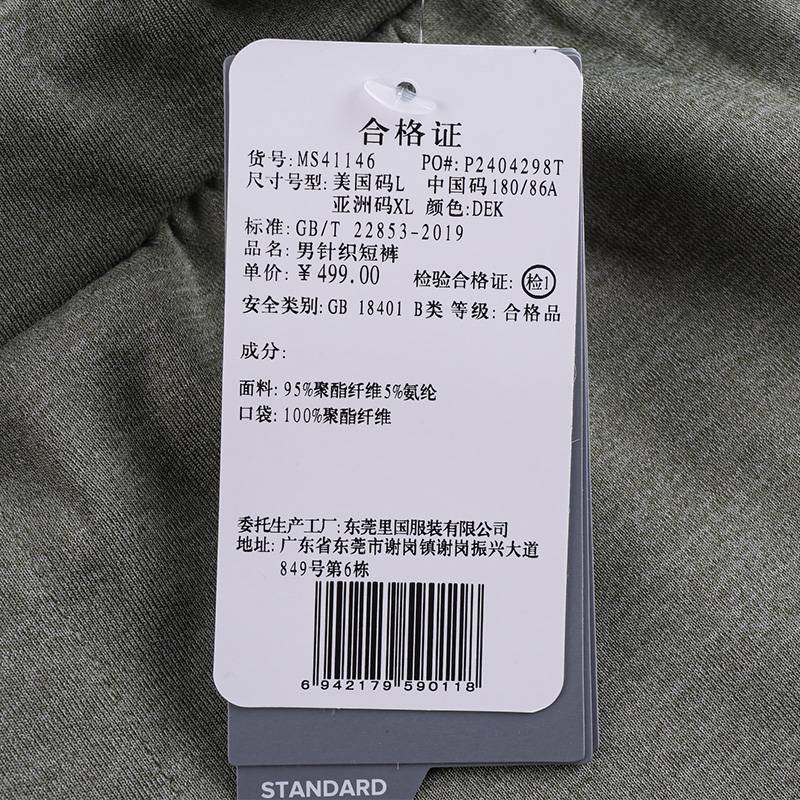 合格证
货号: MS41146 PO#: P2404298T
尺寸号型: 美国码L 中国码180/86A
亚洲码XL 颜色:DEK
标准: GB/T 22853-2019
品名: 男针织短裤
单价: ¥499.00 检验合格证: 检1
安全类别: GB 18401 B类 等级: 合格品
成分:
面料: 95%聚酯纤维5%氨纶
口袋: 100%聚酯纤维
委托生产工厂: 东莞里国服装有限公司
地址: 广东省东莞市谢岗镇谢岗振兴大道
849号第6栋
6 942179 590118
STANDARD